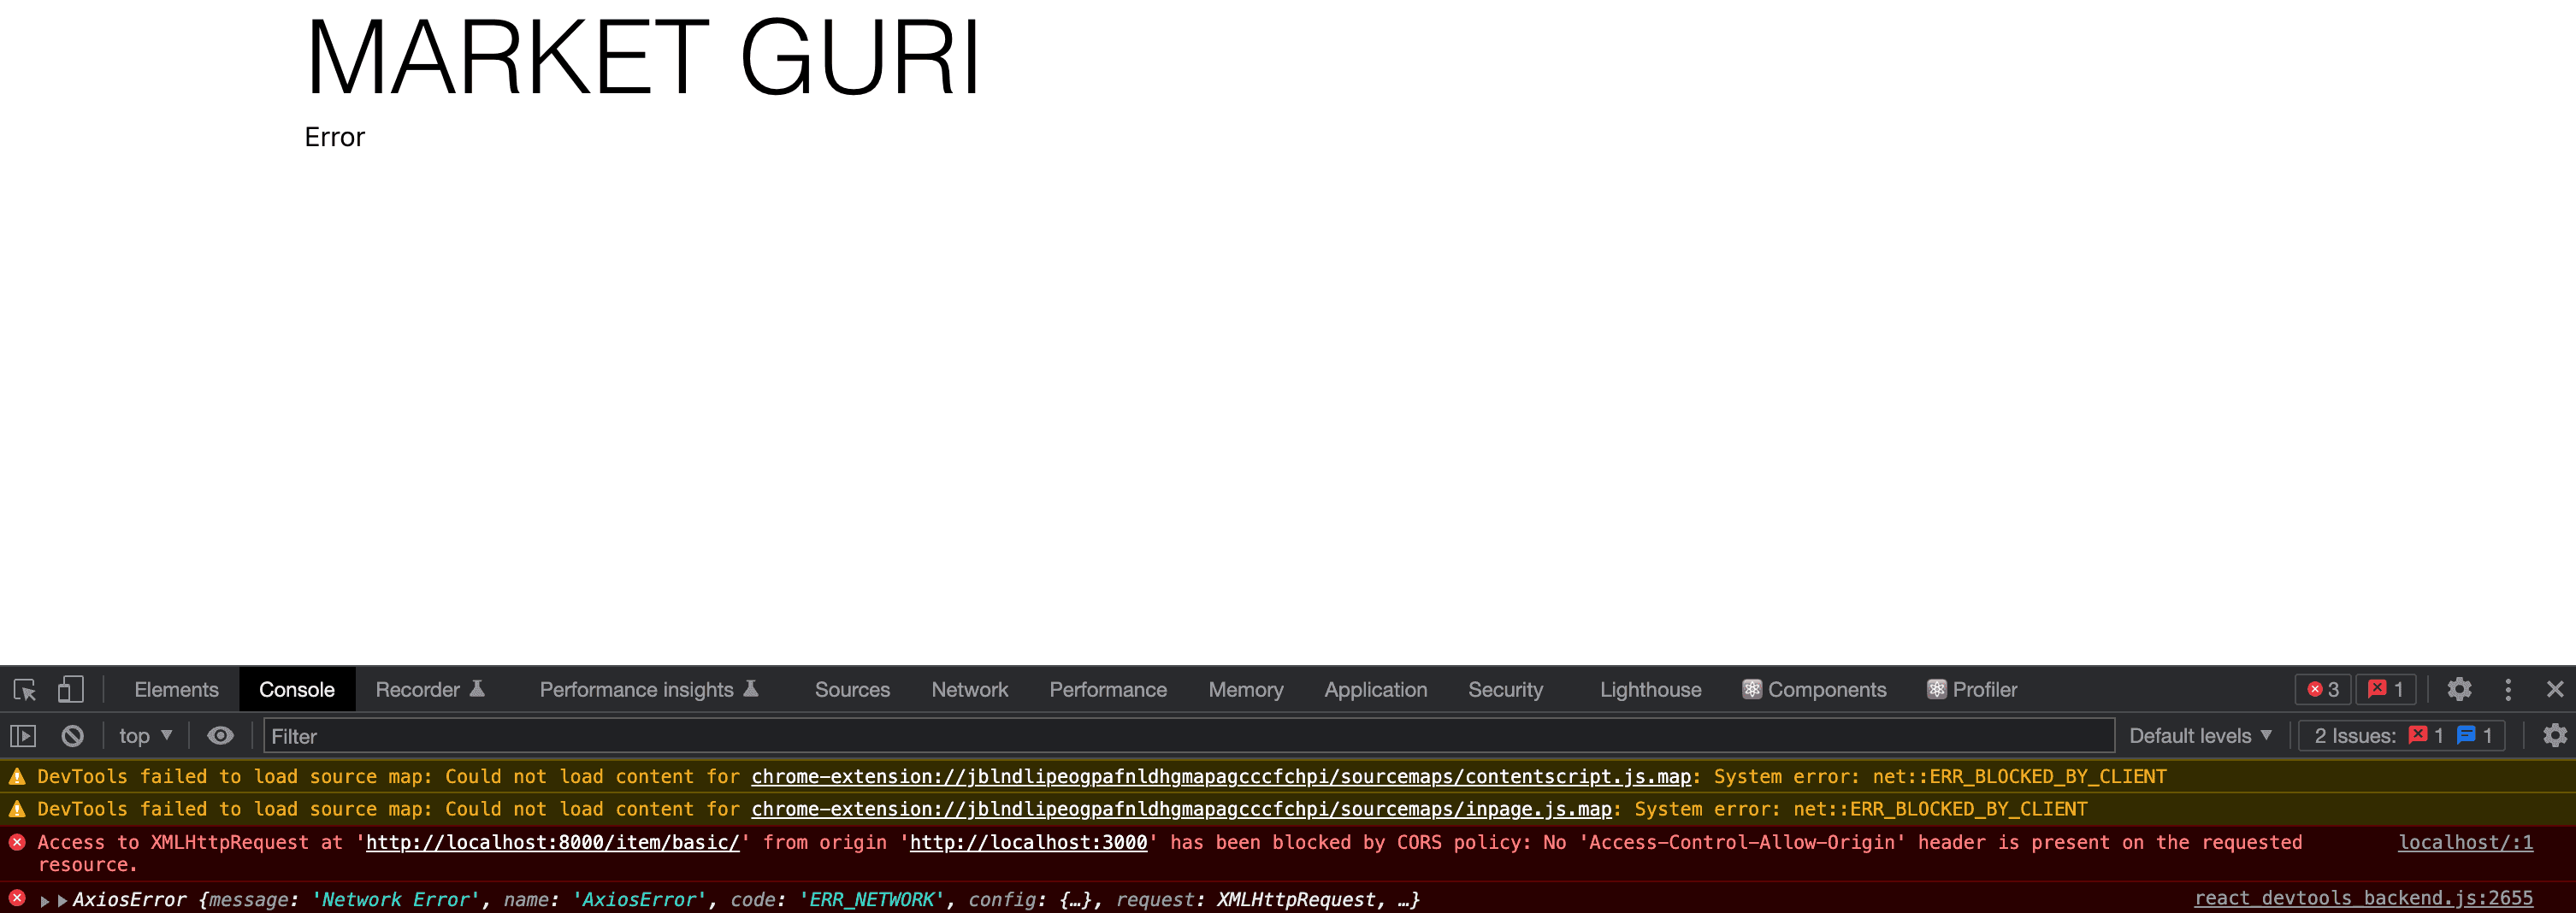 MARKET GURI
Error
Elements Console Recorder Performance insights Sources Network Performance Memory Application Security Lighthouse Components Profiler 3 1
top Filter Default levels 2 Issues: 1 1
DevTools failed to load source map: Could not load content for chrome-extension://jblndlipeogpafnldhgmapagcccfchpi/sourcemaps/contentscript.js.map: System error: net::ERR_BLOCKED_BY_CLIENT
DevTools failed to load source map: Could not load content for chrome-extension://jblndlipeogpafnldhgmapagcccfchpi/sourcemaps/inpage.js.map: System error: net::ERR_BLOCKED_BY_CLIENT
Access to XMLHttpRequest at 'http://localhost:8000/item/basic/' from origin 'http://localhost:3000' has been blocked by CORS policy: No 'Access-Control-Allow-Origin' header is present on the requested localhost/:1
resource.
AxiosError {message: 'Network Error', name: 'AxiosError', code: 'ERR_NETWORK', config: {…}, request: XMLHttpRequest, …} react_devtools_backend.js:2655